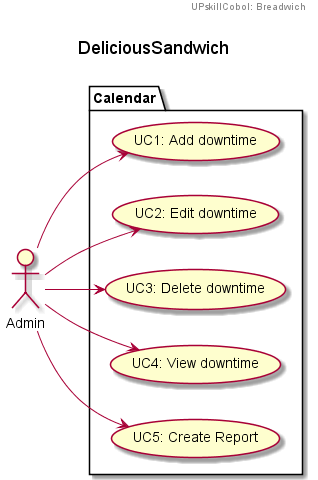 UPskillCobol: Breadwich
DeliciousSandwich
Calendar
UC1: Add downtime
UC2: Edit downtime
UC3: Delete downtime
Admin
UC4: View downtime
UC5: Create Report